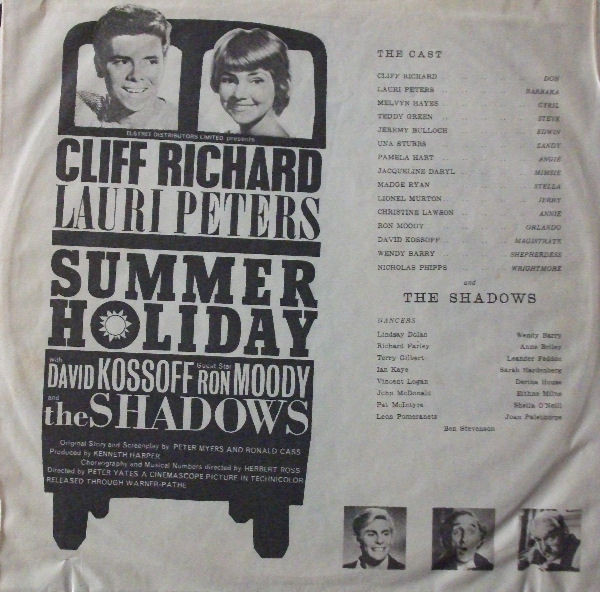 ELSTREE DISTRIBUTORS LIMITED presents
CLIFF RICHARD
LAURI PETERS
SUMMER
HOLIDAY
with
Guest Star
DAVID KOSSOFF RON MOODY
and
the SHADOWS
Original Story and Screenplay by PETER MYERS AND RONALD CASS
Produced by KENNETH HARPER
Choreography and Musical Numbers directed by HERBERT ROSS
Directed by PETER YATES A CINEMASCOPE PICTURE IN TECHNICOLOR
RELEASED THROUGH WARNER-PATHE
THE CAST
CLIFF RICHARD DON
LAURI PETERS BARBARA
MELVYN HAYES CYRIL
TEDDY GREEN STEVE
JEREMY BULLOCH EDWIN
UNA STUBBS SANDY
PAMELA HART ANGIE
JACQUELINE DARYL MIMSIE
MADGE RYAN STELLA
LIONEL MURTON JERRY
CHRISTINE LAWSON ANNIE
RON MOODY ORLANDO
DAVID KOSSOFF MAGISTRATE
WENDY BARRY SHEPHERDESS
NICHOLAS PHIPPS WRIGHTMORE
and
THE SHADOWS
DANCERS
Lindsay Dolan Wendy Barry
Richard Farley Anne Briley
Terry Gilbert Leander Fedden
Ian Kaye Sarah Hardenberg
Vincent Logan Derina House
John McDonald Eithne Milne
Pat McIntyre Sheila O'Neill
Leon Pomeranetz Joan Palethorpe
Ben Stevenson